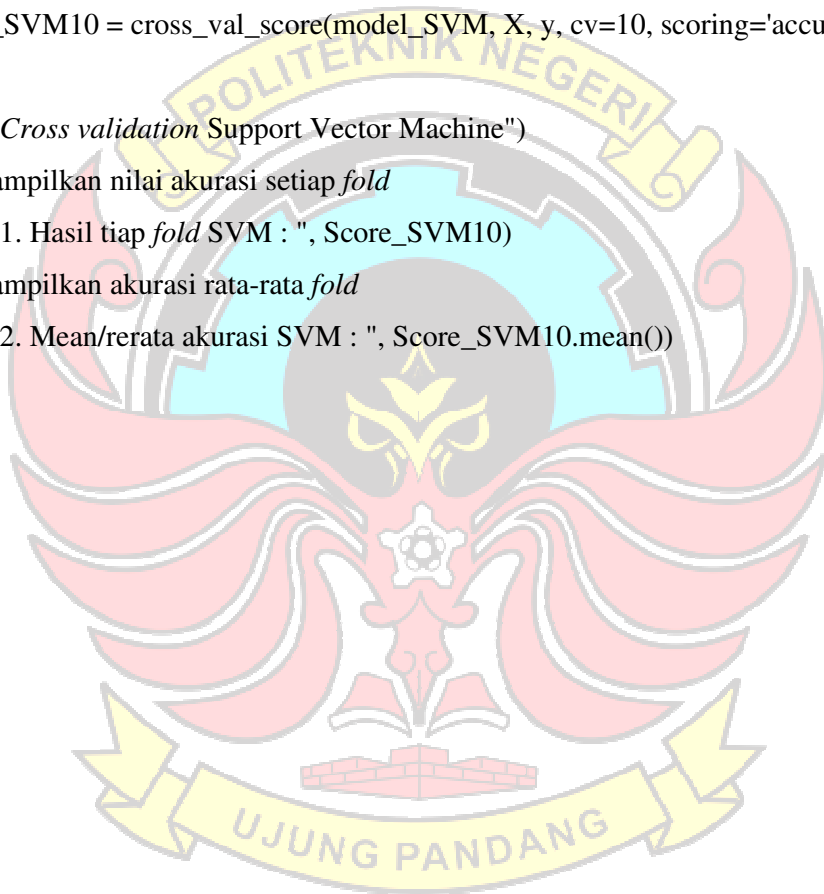 _SVM10 = cross_val_score(model_SVM, X, y, cv=10, scoring='accu
POLITEKNIK NEGERI
Cross validation Support Vector Machine")
ampilkan nilai akurasi setiap fold
1. Hasil tiap fold SVM : ", Score_SVM10)
ampilkan akurasi rata-rata fold
2. Mean/rerata akurasi SVM : ", Score_SVM10.mean())
UJUNG PANDANG